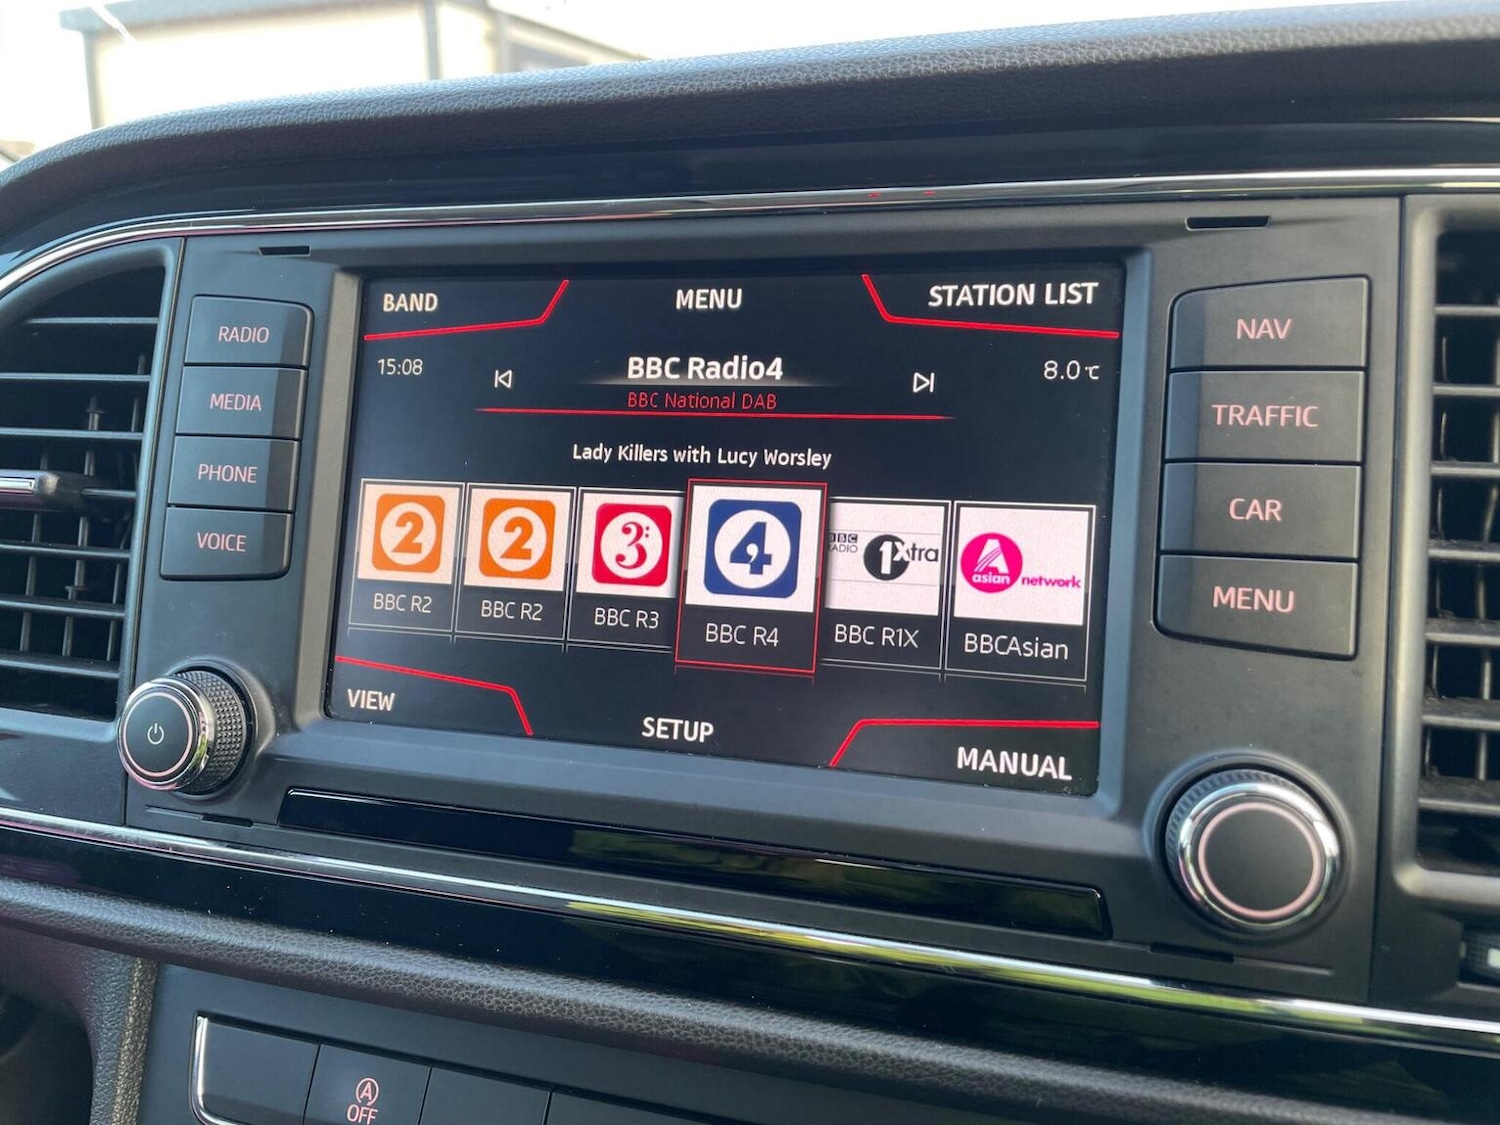 BAND
MENU
STATION LIST
15:08
BBC Radio4
8.0 °C
BBC National DAB
Lady Killers with Lucy Worsley
2
2
3
4
BBC RADIO 1Xtra
A asian network
BBC R2
BBC R2
BBC R3
BBC R4
BBC R1X
BBCAsian
VIEW
SETUP
MANUAL
RADIO
MEDIA
PHONE
VOICE
NAV
TRAFFIC
CAR
MENU
A
OFF